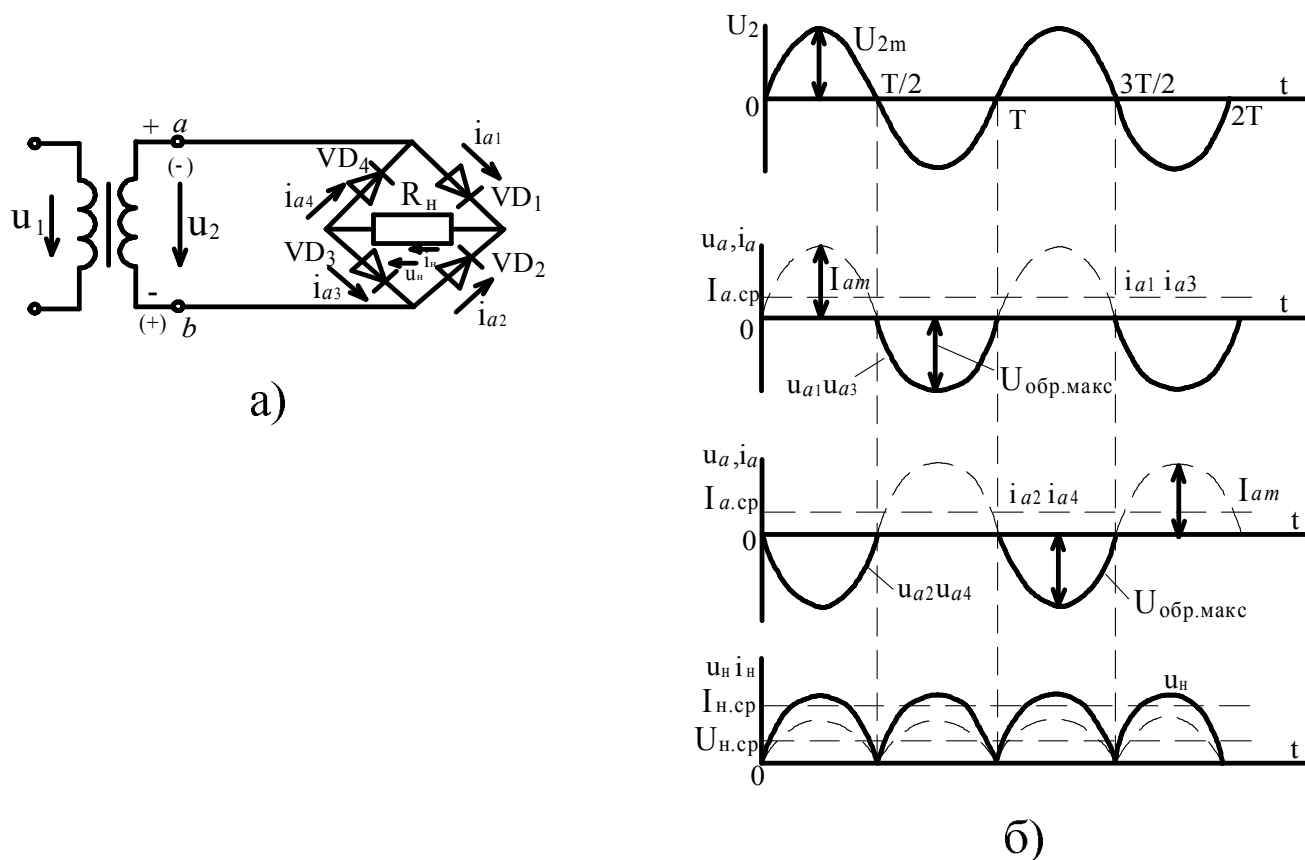 + a
(-)
u1
u2
-
(+) b
VD4
ia1
ia4
Rн
VD1
VD3
iн
uн
VD2
ia3
ia2
а)
U2
U2m
T/2
3T/2
t
0
T
2T
ua,ia
Iam
ia1 ia3
Ia.ср
t
0
ua1ua3
Uобр.макс
ua,ia
Ia.ср
ia2 ia4
Iam
t
0
ua2ua4
Uобр.макс
uн iн
uн
Iн.ср
Uн.ср
t
0
б)